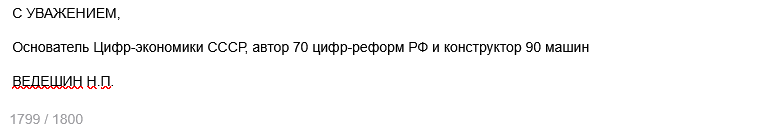 С УВАЖЕНИЕМ,
Основатель Цифр-экономики СССР, автор 70 цифр-реформ РФ и конструктор 90 машин
ВЕДЕШИН Н.П.
1799 / 1800